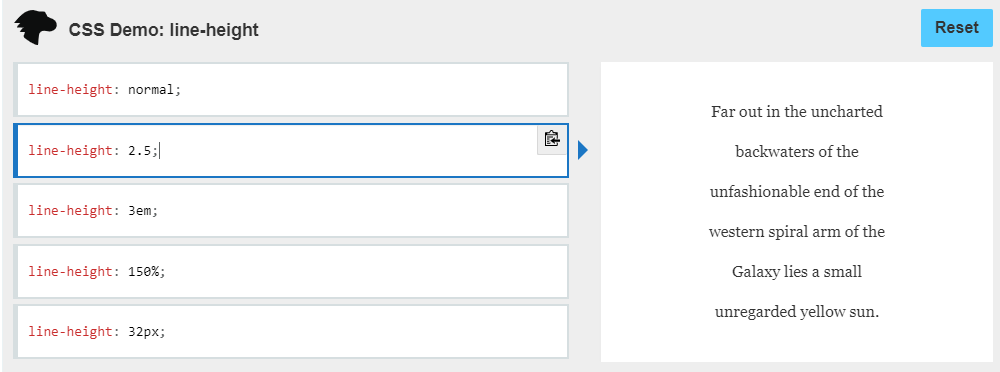 CSS Demo: line-height
Reset
line-height: normal;
line-height: 2.5;
line-height: 3em;
line-height: 150%;
line-height: 32px;
Far out in the uncharted
backwaters of the
unfashionable end of the
western spiral arm of the
Galaxy lies a small
unregarded yellow sun.